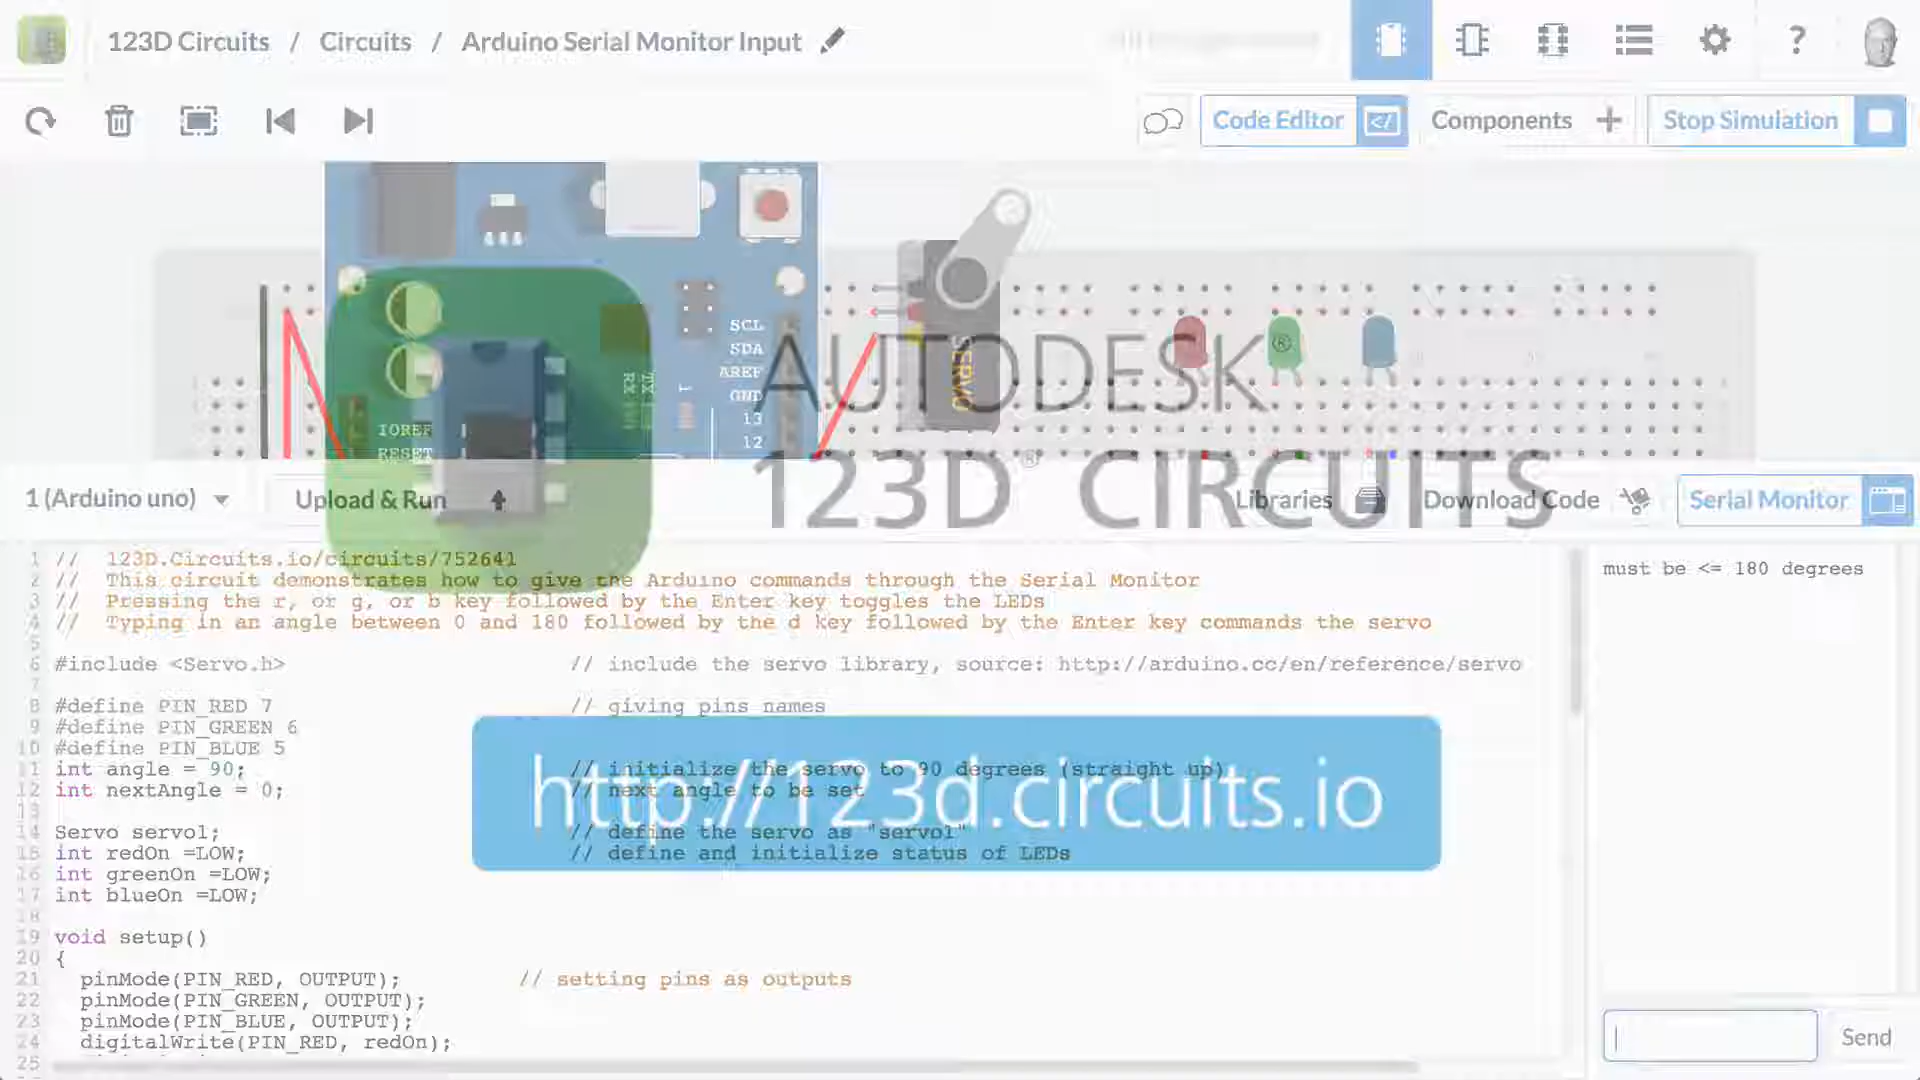 123D Circuits / Circuits / Arduino Serial Monitor Input
?
Code Editor </> Components + Stop Simulation
SCL
SDA
AREF
GND
13
12
TX
RX
1
IOREF
RESET
SERVO
AUTODESK®
123D® CIRCUITS
1 (Arduino uno) Upload & Run Libraries Download Code Serial Monitor
1 // 123D.Circuits.io/circuits/752641
2 // This circuit demonstrates how to give the Arduino commands through the Serial Monitor
3 // Pressing the r, or g, or b key followed by the Enter key toggles the LEDs
4 // Typing in an angle between 0 and 180 followed by the d key followed by the Enter key commands the servo
5
6 #include <Servo.h> // include the servo library, source: http://arduino.cc/en/reference/servo
7
8 #define PIN_RED 7 // giving pins names
9 #define PIN_GREEN 6
10 #define PIN_BLUE 5
11 int angle = 90; // initialize the servo to 90 degrees (straight up)
12 int nextAngle = 0; // next angle to be set
13
14 Servo servo1; // define the servo as "servo1"
15 int redOn =LOW; // define and initialize status of LEDs
16 int greenOn =LOW;
17 int blueOn =LOW;
18
19 void setup()
20 {
21 pinMode(PIN_RED, OUTPUT); // setting pins as outputs
22 pinMode(PIN_GREEN, OUTPUT);
23 pinMode(PIN_BLUE, OUTPUT);
24 digitalWrite(PIN_RED, redOn);
25
http://123d.circuits.io
must be <= 180 degrees
Send